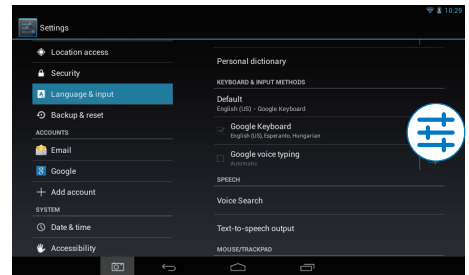 10:29
Settings
Location access
Security
Language & input
Backup & reset
ACCOUNTS
Email
Google
Add account
SYSTEM
Date & time
Accessibility
Personal dictionary
KEYBOARD & INPUT METHODS
Default
English (US) - Google Keyboard
Google Keyboard
English (US), Esperanto, Hungarian
Google voice typing
Automatic
SPEECH
Voice Search
Text-to-speech output
MOUSE/TRACKPAD